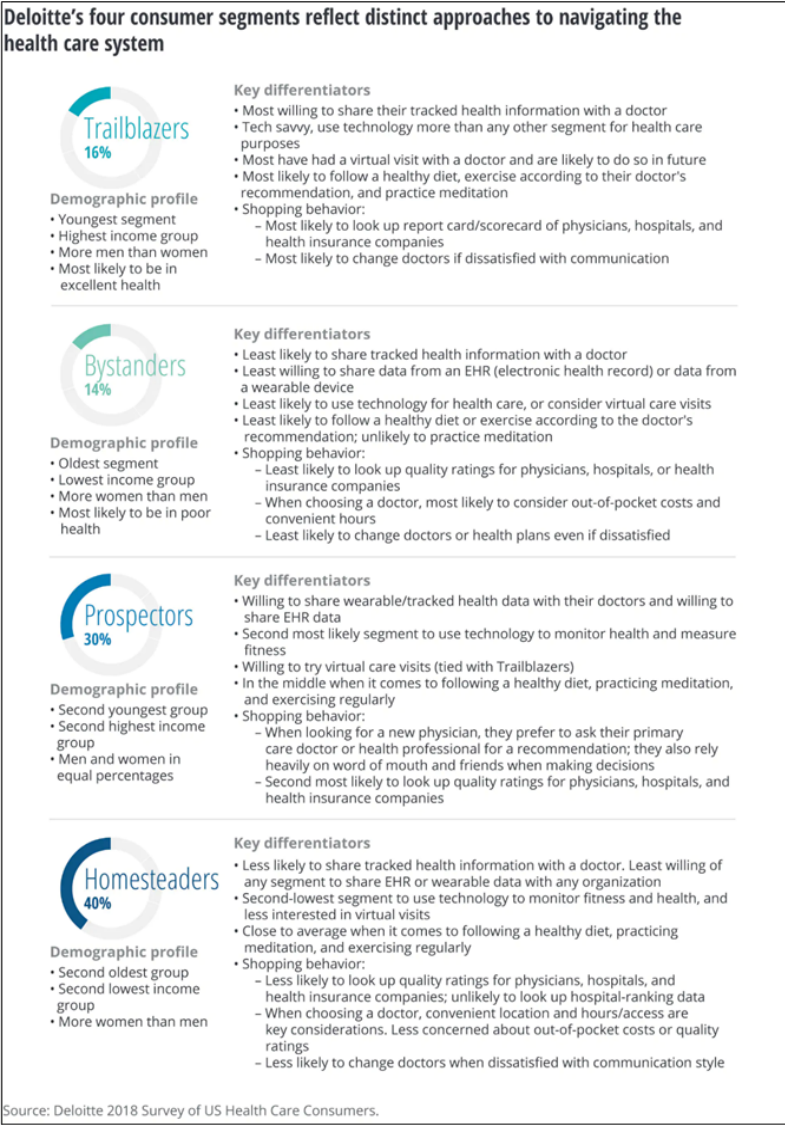 Deloitte’s four consumer segments reflect distinct approaches to navigating the
health care system
Trailblazers
16%
Demographic profile
• Youngest segment
• Highest income group
• More men than women
• Most likely to be in
excellent health
Key differentiators
• Most willing to share their tracked health information with a doctor
• Tech savvy, use technology more than any other segment for health care
purposes
• Most have had a virtual visit with a doctor and are likely to do so in future
• Most likely to follow a healthy diet, exercise according to their doctor's
recommendation, and practice meditation
• Shopping behavior:
– Most likely to look up report card/scorecard of physicians, hospitals, and
health insurance companies
– Most likely to change doctors if dissatisfied with communication
Bystanders
14%
Demographic profile
• Oldest segment
• Lowest income group
• More women than men
• Most likely to be in poor
health
Key differentiators
• Least likely to share tracked health information with a doctor
• Least willing to share data from an EHR (electronic health record) or data from
a wearable device
• Least likely to use technology for health care, or consider virtual care visits
• Least likely to follow a healthy diet or exercise according to the doctor's
recommendation; unlikely to practice meditation
• Shopping behavior:
– Least likely to look up quality ratings for physicians, hospitals, or health
insurance companies
– When choosing a doctor, most likely to consider out-of-pocket costs and
convenient hours
– Least likely to change doctors or health plans even if dissatisfied
Prospectors
30%
Demographic profile
• Second youngest group
• Second highest income
group
• Men and women in
equal percentages
Key differentiators
• Willing to share wearable/tracked health data with their doctors and willing to
share EHR data
• Second most likely segment to use technology to monitor health and measure
fitness
• Willing to try virtual care visits (tied with Trailblazers)
• In the middle when it comes to following a healthy diet, practicing meditation,
and exercising regularly
• Shopping behavior:
– When looking for a new physician, they prefer to ask their primary
care doctor or health professional for a recommendation; they also rely
heavily on word of mouth and friends when making decisions
– Second most likely to look up quality ratings for physicians, hospitals, and
health insurance companies
Homesteaders
40%
Demographic profile
• Second oldest group
• Second lowest income
group
• More women than men
Key differentiators
• Less likely to share tracked health information with a doctor. Least willing of
any segment to share EHR or wearable data with any organization
• Second-lowest segment to use technology to monitor fitness and health, and
less interested in virtual visits
• Close to average when it comes to following a healthy diet, practicing
meditation, and exercising regularly
• Shopping behavior:
– Less likely to look up quality ratings for physicians, hospitals, and
health insurance companies; unlikely to look up hospital-ranking data
– When choosing a doctor, convenient location and hours/access are
key considerations. Less concerned about out-of-pocket costs or quality
ratings
– Less likely to change doctors when dissatisfied with communication style
Source: Deloitte 2018 Survey of US Health Care Consumers.